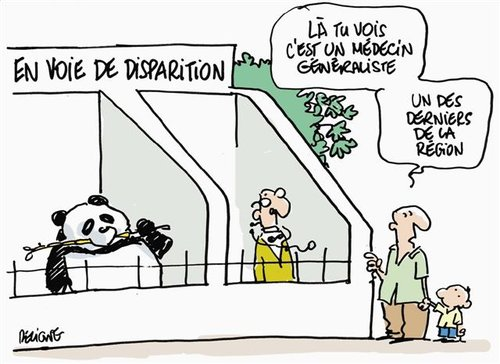 EN VOIE DE DISPARITION
LÀ TU VOIS
C'EST UN MÉDECIN
GÉNÉRALISTE
UN DES
DERNIERS
DE LA
RÉGION
DELIGNE